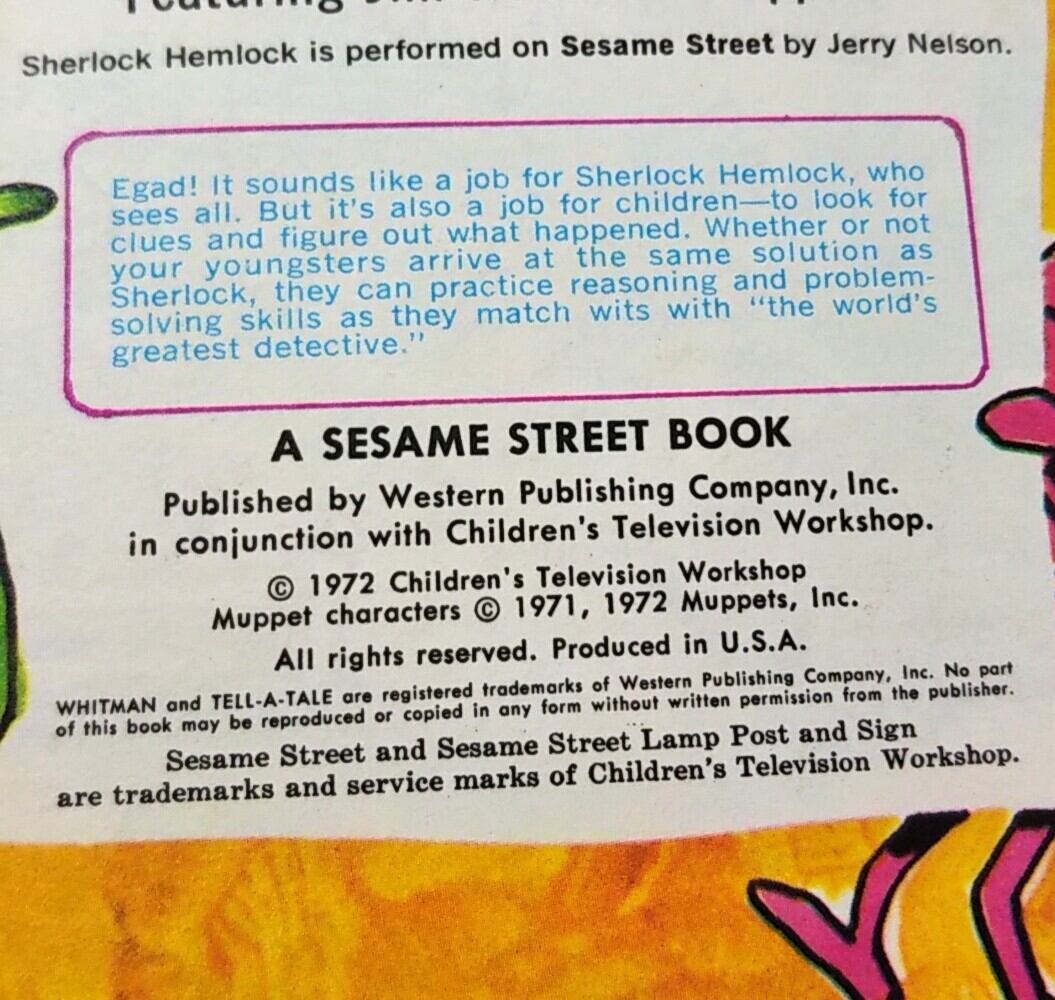 Featuring
Sherlock Hemlock is performed on Sesame Street by Jerry Nelson.
Egad! It sounds like a job for Sherlock Hemlock, who
sees all. But it's also a job for children—to look for
clues and figure out what happened. Whether or not
your youngsters arrive at the same solution as
Sherlock, they can practice reasoning and problem-
solving skills as they match wits with "the world's
greatest detective."
A SESAME STREET BOOK
Published by Western Publishing Company, Inc.
in conjunction with Children's Television Workshop.
© 1972 Children's Television Workshop
Muppet characters © 1971, 1972 Muppets, Inc.
All rights reserved. Produced in U.S.A.
WHITMAN and TELL-A-TALE are registered trademarks of Western Publishing Company, Inc. No part
of this book may be reproduced or copied in any form without written permission from the publisher.
Sesame Street and Sesame Street Lamp Post and Sign
are trademarks and service marks of Children's Television Workshop.